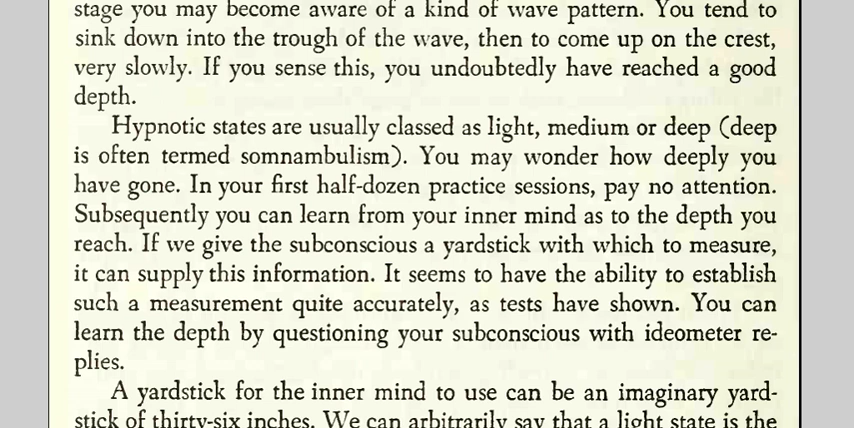 stage you may become aware of a kind of wave pattern. You tend to
sink down into the trough of the wave, then to come up on the crest,
very slowly. If you sense this, you undoubtedly have reached a good
depth.
Hypnotic states are usually classed as light, medium or deep (deep
is often termed somnambulism). You may wonder how deeply you
have gone. In your first half-dozen practice sessions, pay no attention.
Subsequently you can learn from your inner mind as to the depth you
reach. If we give the subconscious a yardstick with which to measure,
it can supply this information. It seems to have the ability to establish
such a measurement quite accurately, as tests have shown. You can
learn the depth by questioning your subconscious with ideometer re-
plies.
A yardstick for the inner mind to use can be an imaginary yard-
stick of thirty-six inches. We can arbitrarily say that a light state is the